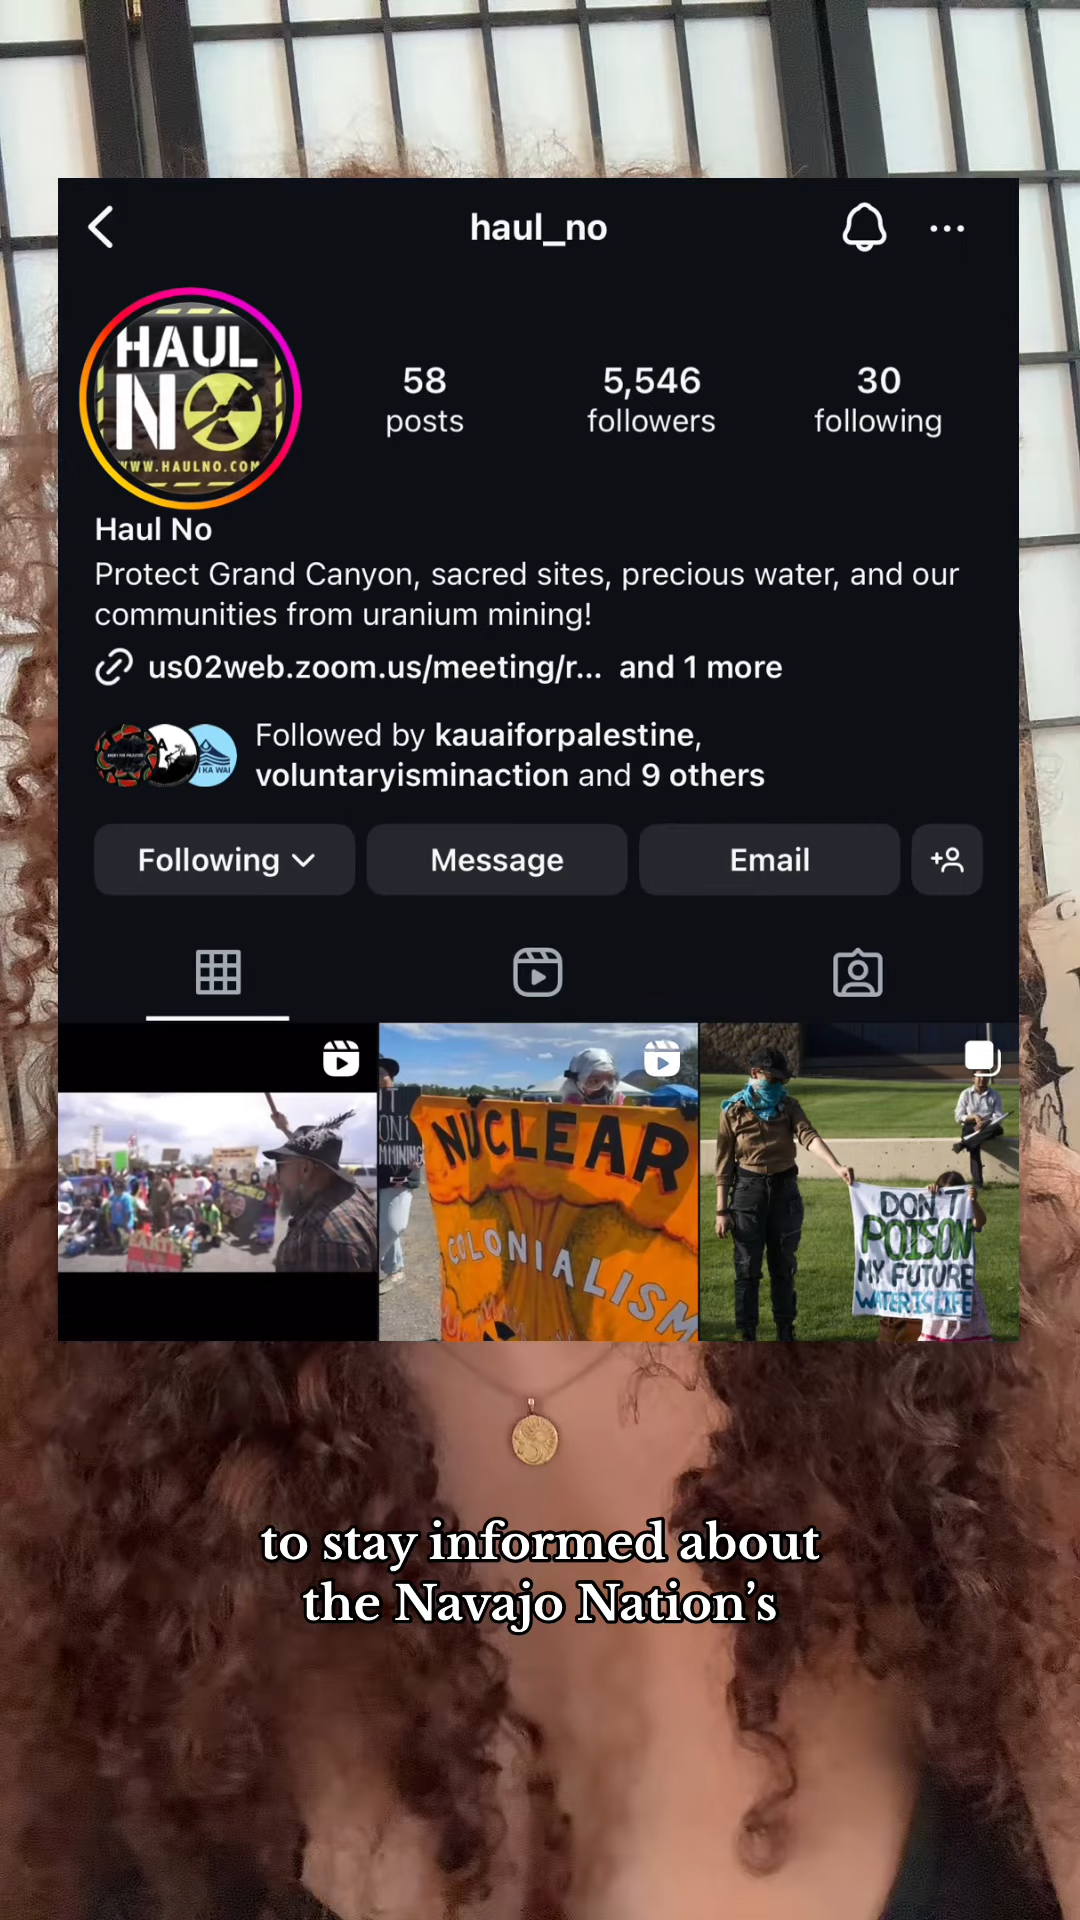 haul_no
HAUL
NO
WWW.HAULNO.COM
58
posts
5,546
followers
30
following
Haul No
Protect Grand Canyon, sacred sites, precious water, and our
communities from uranium mining!
us02web.zoom.us/meeting/r... and 1 more
Followed by kauaiforpalestine,
voluntaryisminaction and 9 others
Following
Message
Email
NUCLEAR
COLONIALISM
DON'T
POISON
MY FUTURE
WATER IS LIFE
to stay informed about
the Navajo Nation's